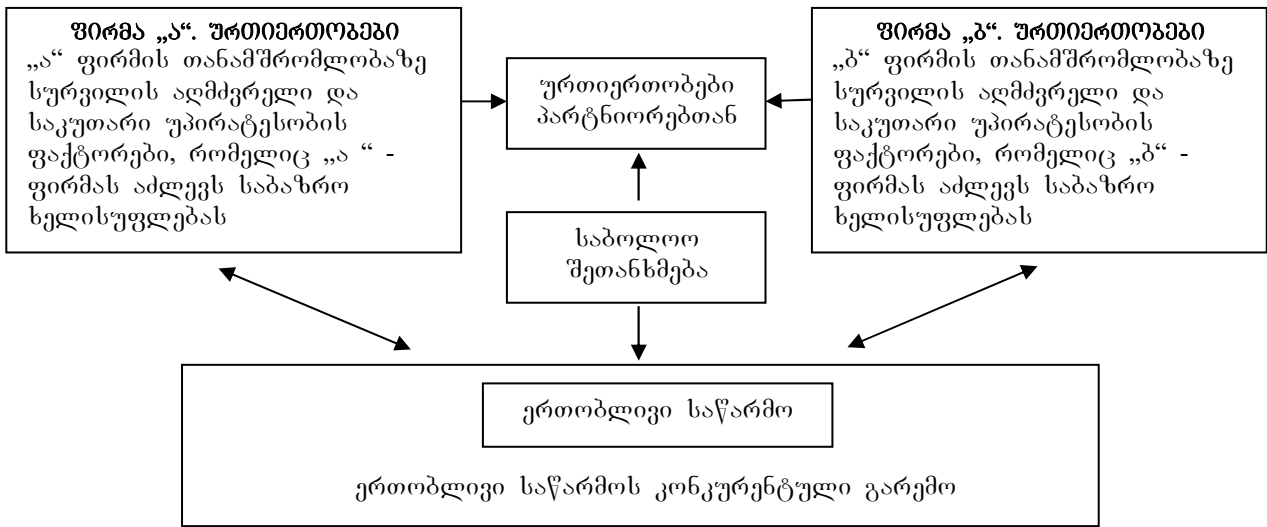 ფირმა „ა“. ურთიერთობები
„ა“ ფირმის თანამშრომლობაზე
სურვილის აღმძვრელი და
საკუთარი უპირატესობის
ფაქტორები, რომელიც „ა “ -
ფირმას აძლევს საბაზრო
ხელისუფლებას
ურთიერთობები
პარტნიორებთან
ფირმა „ბ“. ურთიერთობები
„ბ“ ფირმის თანამშრომლობაზე
სურვილის აღმძვრელი და
საკუთარი უპირატესობის
ფაქტორები, რომელიც „ბ“ -
ფირმას აძლევს საბაზრო
ხელისუფლებას
საბოლოო
შეთანხმება
ერთობლივი საწარმო
ერთობლივი საწარმოს კონკურენტული გარემო